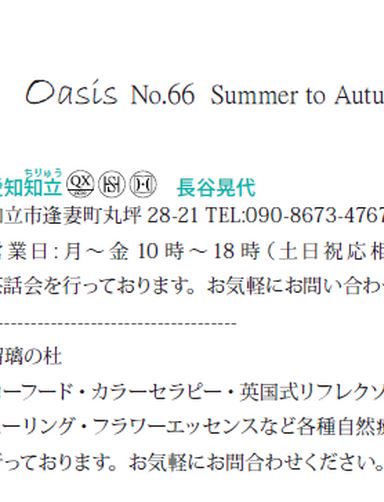 Oasis No.66 Summer to Autu
ちりゅう
愛知知立 QX 長谷晃代
知立市逢妻町丸坪 28-21 TEL:090-8673-4767
営業日：月～金 10 時～18 時（土日祝応相
茶話会を行っております。お気軽にお問い合わ
瑠璃の杜
ーフード・カラーセラピー・英国式リフレクソ
ーリング・フラワーエッセンスなど各種自然療
行っております。お気軽にお問合わせください。